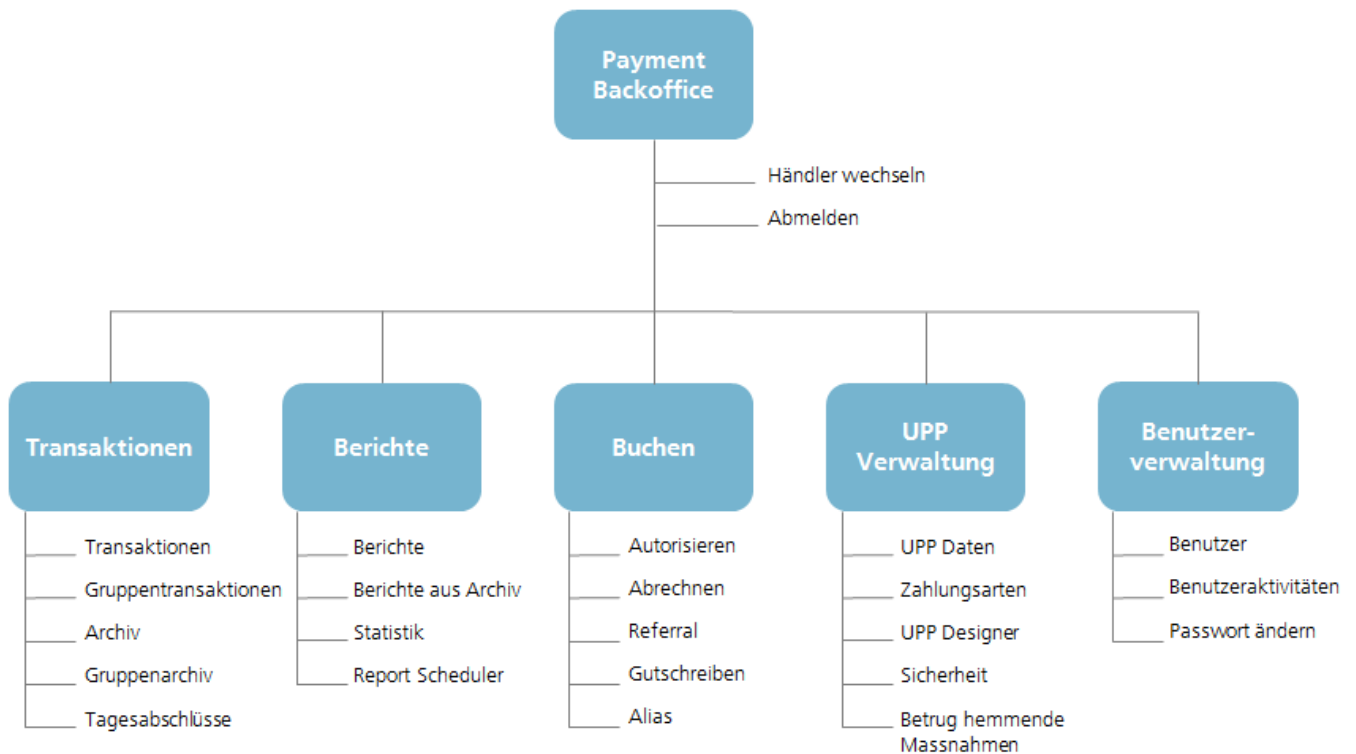 Payment
Backoffice
Händler wechseln
Abmelden
Transaktionen
Transaktionen
Gruppentransaktionen
Archiv
Gruppenarchiv
Tagesabschlüsse
Berichte
Berichte
Berichte aus Archiv
Statistik
Report Scheduler
Buchen
Autorisieren
Abrechnen
Referral
Gutschreiben
Alias
UPP
Verwaltung
UPP Daten
Zahlungsarten
UPP Designer
Sicherheit
Betrug hemmende
Massnahmen
Benutzer-
verwaltung
Benutzer
Benutzeraktivitäten
Passwort ändern